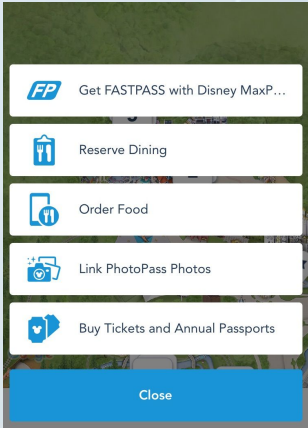 FP
Get FASTPASS with Disney MaxP...
Reserve Dining
Order Food
Link PhotoPass Photos
Buy Tickets and Annual Passports
Close